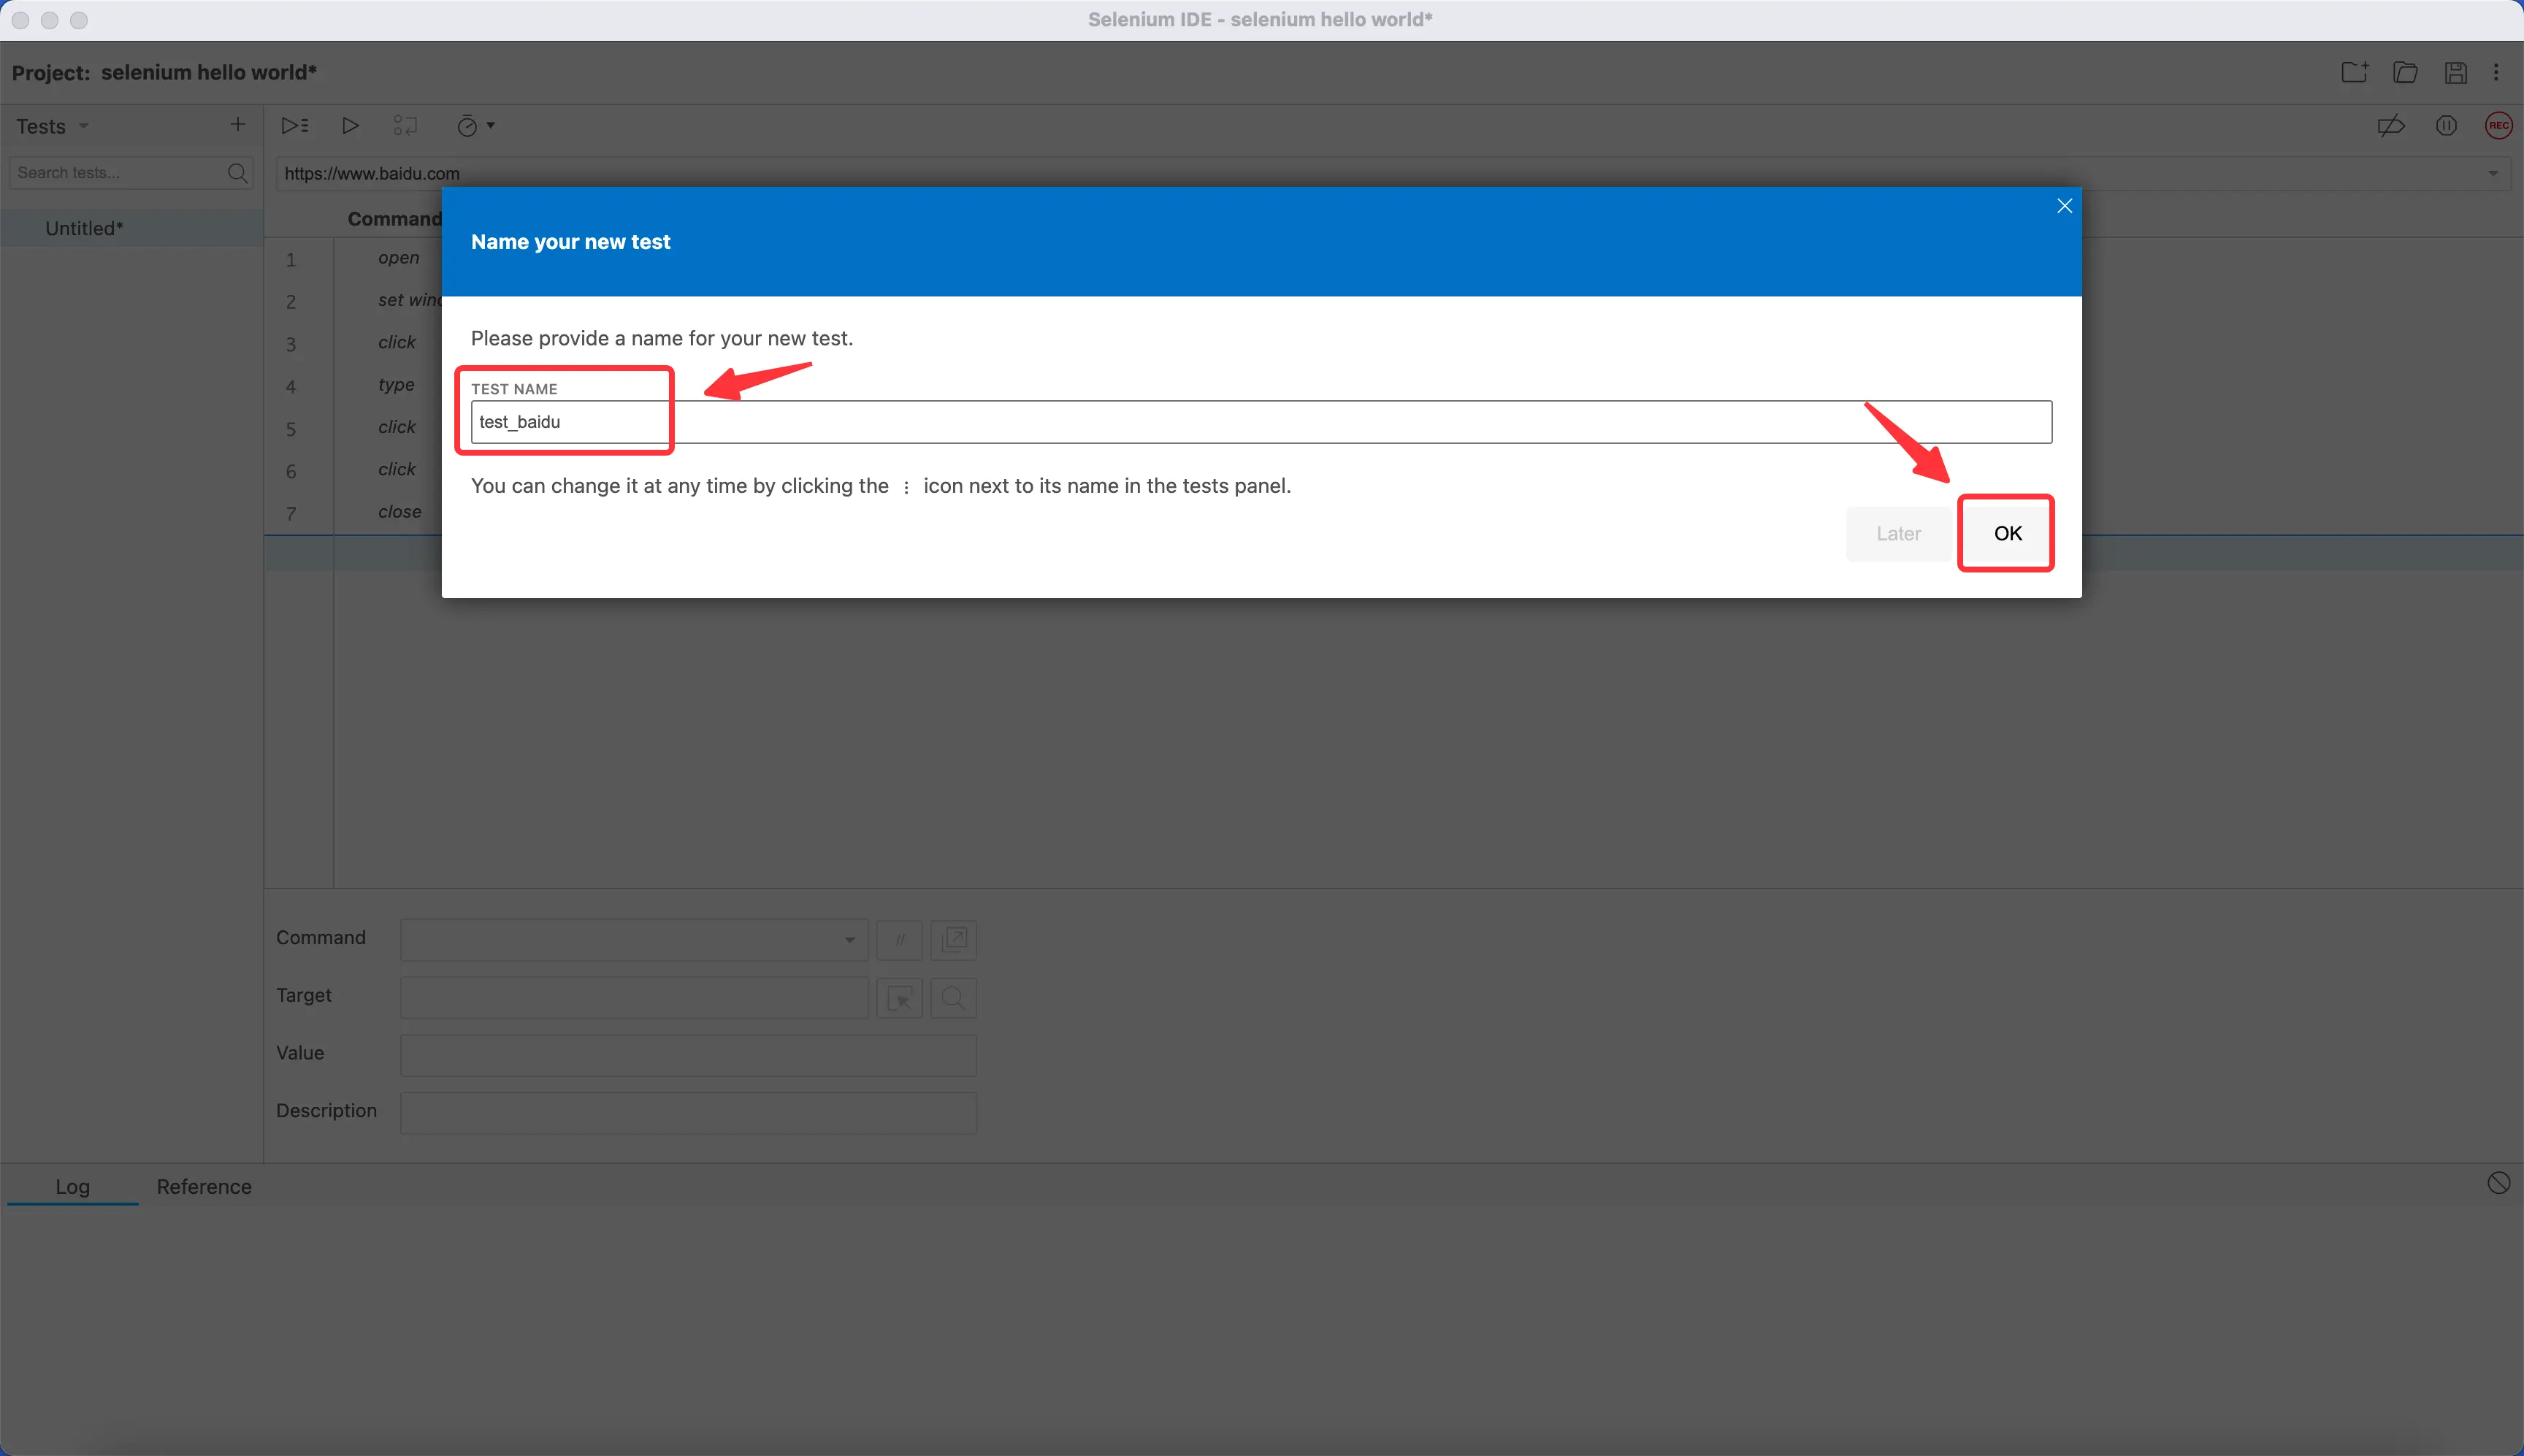 Selenium IDE - selenium hello world*
Project: selenium hello world*
Tests
REC
Search tests...
https://www.baidu.com
Untitled*
Command
1 open
2 set wind
3 click
4 type
5 click
6 click
7 close
Name your new test
Please provide a name for your new test.
TEST NAME
test_baidu
You can change it at any time by clicking the ⋮ icon next to its name in the tests panel.
Later
OK
Command
//
Target
Value
Description
Log
Reference